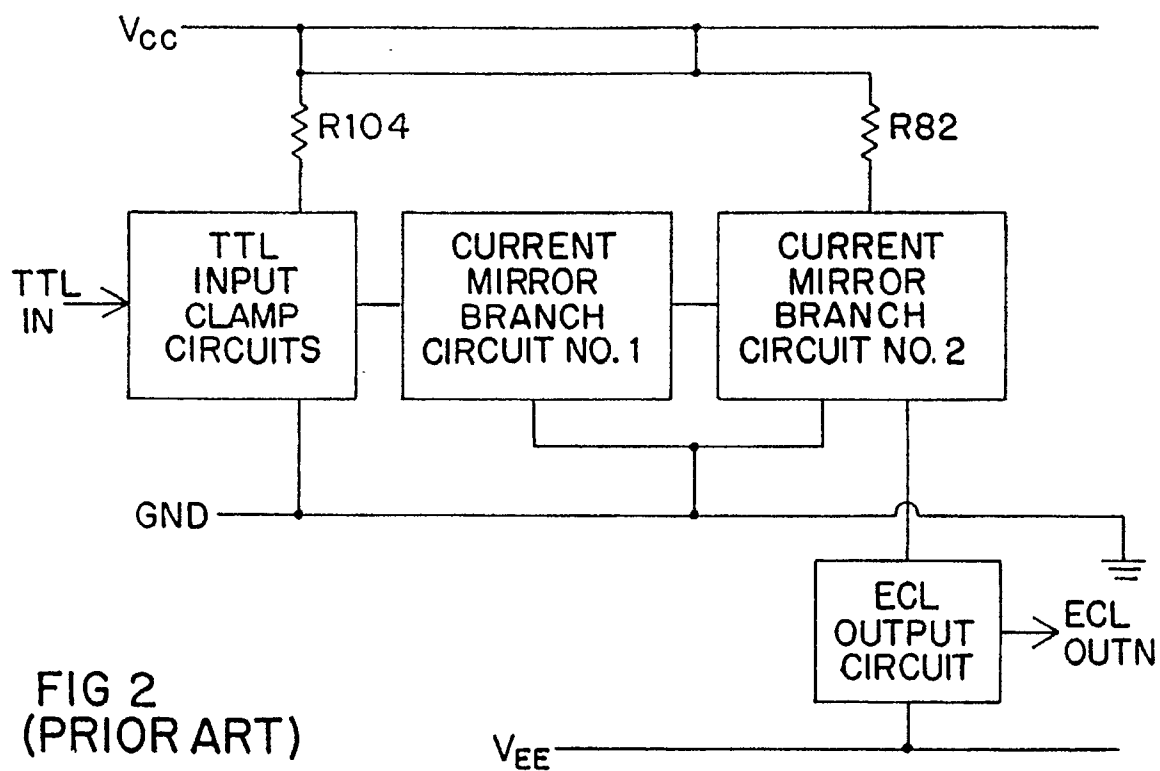 VCC
R104
R82
TTL IN
TTL
INPUT
CLAMP
CIRCUITS
CURRENT
MIRROR
BRANCH
CIRCUIT NO. 1
CURRENT
MIRROR
BRANCH
CIRCUIT NO. 2
GND
ECL
OUTPUT
CIRCUIT
ECL
OUTN
FIG 2
(PRIOR ART)
VEE